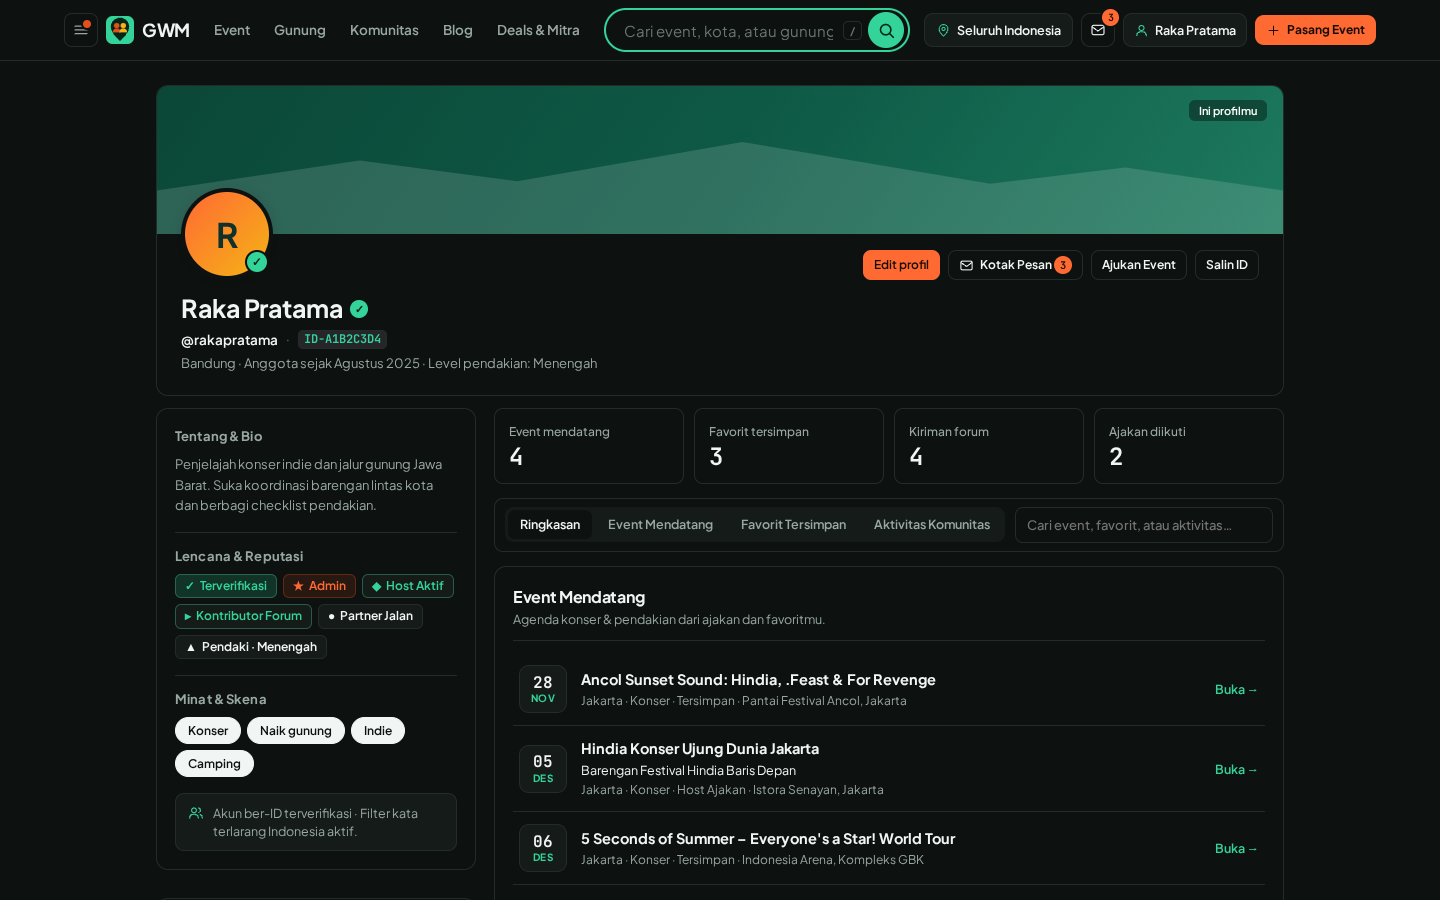 GWM
Event
Gunung
Komunitas
Blog
Deals & Mitra
Cari event, kota, atau gunung
/
Seluruh Indonesia
3
Raka Pratama
+ Pasang Event
Ini profilmu
R
✓
Edit profil
Kotak Pesan 3
Ajukan Event
Salin ID
Raka Pratama ✓
@rakapratama · ID-A1B2C3D4
Bandung · Anggota sejak Agustus 2025 · Level pendakian: Menengah
Tentang & Bio
Penjelajah konser indie dan jalur gunung Jawa
Barat. Suka koordinasi barengan lintas kota
dan berbagi checklist pendakian.
Lencana & Reputasi
✓ Terverifikasi
★ Admin
◆ Host Aktif
▸ Kontributor Forum
● Partner Jalan
▲ Pendaki · Menengah
Minat & Skena
Konser
Naik gunung
Indie
Camping
Akun ber-ID terverifikasi · Filter kata
terlarang Indonesia aktif.
Event mendatang
4
Favorit tersimpan
3
Kiriman forum
4
Ajakan diikuti
2
Ringkasan
Event Mendatang
Favorit Tersimpan
Aktivitas Komunitas
Cari event, favorit, atau aktivitas…
Event Mendatang
Agenda konser & pendakian dari ajakan dan favoritmu.
28
NOV
Ancol Sunset Sound: Hindia, .Feast & For Revenge
Jakarta · Konser · Tersimpan · Pantai Festival Ancol, Jakarta
Buka →
05
DES
Hindia Konser Ujung Dunia Jakarta
Barengan Festival Hindia Baris Depan
Jakarta · Konser · Host Ajakan · Istora Senayan, Jakarta
Buka →
06
DES
5 Seconds of Summer – Everyone's a Star! World Tour
Jakarta · Konser · Tersimpan · Indonesia Arena, Kompleks GBK
Buka →